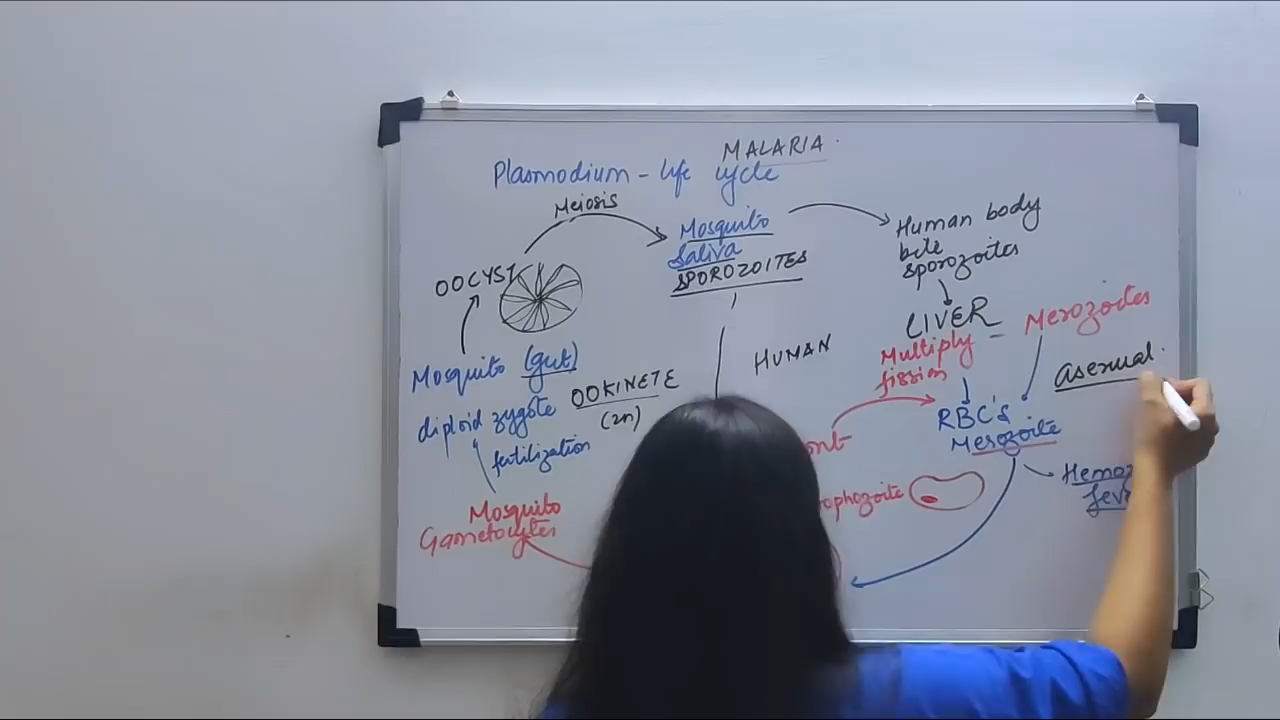 MALARIA
Plasmodium - life cycle
Meiosis
Mosquito
Saliva
SPOROZOITES
Human body
bite
sporozoites
LIVER
Multiply - Merozoites
fission
asexual
RBC's
Merozoite
OOCYST
Mosquito (gut)
diploid zygote
fertilization
OOKINETE
(2n)
HUMAN
Mosquito
Gametocytes